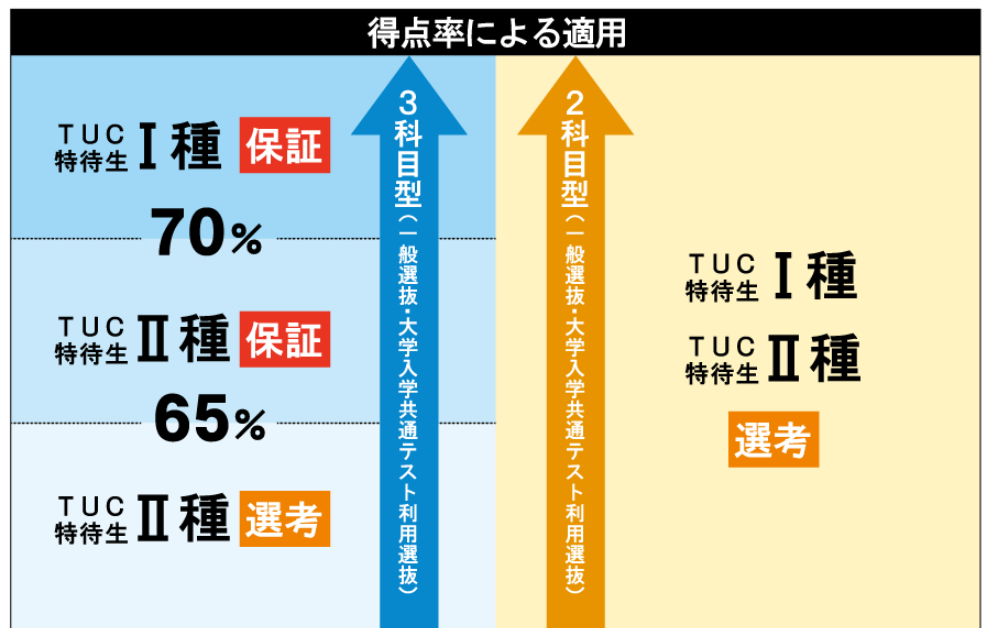 得点率による適用
TUC
特待生 Ⅰ種 保証
70%
TUC
特待生 Ⅱ種 保証
65%
TUC
特待生 Ⅱ種 選考
3科目型(一般選抜・大学入学共通テスト利用選抜)
2科目型(一般選抜・大学入学共通テスト利用選抜)
TUC
特待生 Ⅰ種
TUC
特待生 Ⅱ種
選考